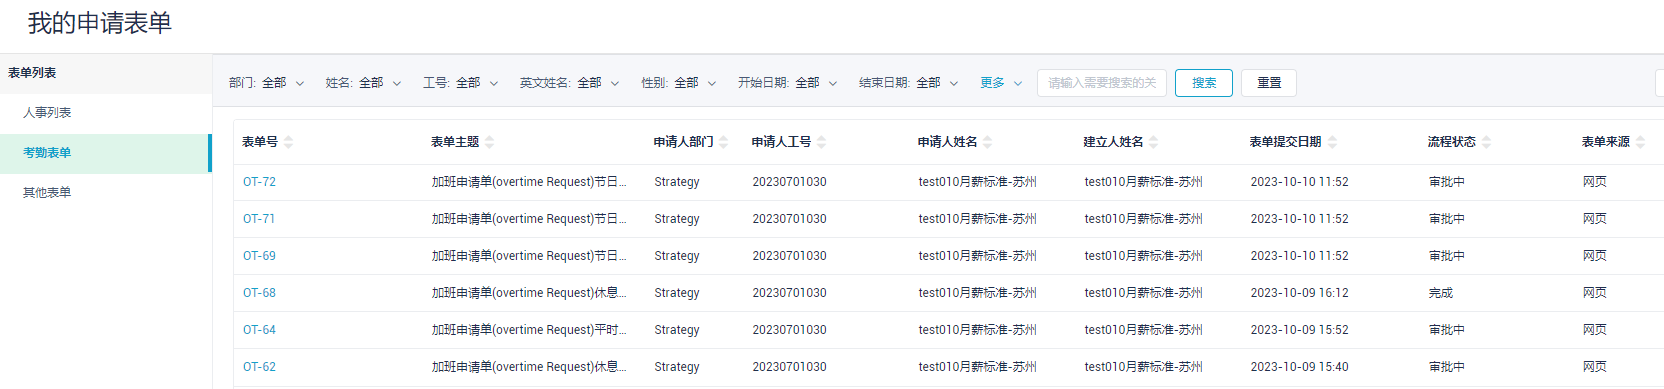 我的申请表单
表单列表
人事列表
考勤表单
其他表单
部门: 全部 姓名: 全部 工号: 全部 英文姓名: 全部 性别: 全部 开始日期: 全部 结束日期: 全部 更多 请输入需要搜索的关 搜索 重置
表单号 表单主题 申请人部门 申请人工号 申请人姓名 建立人姓名 表单提交日期 流程状态 表单来源
OT-72 加班申请单(overtime Request)节日... Strategy 20230701030 test010月薪标准-苏州 test010月薪标准-苏州 2023-10-10 11:52 审批中 网页
OT-71 加班申请单(overtime Request)节日... Strategy 20230701030 test010月薪标准-苏州 test010月薪标准-苏州 2023-10-10 11:52 审批中 网页
OT-69 加班申请单(overtime Request)节日... Strategy 20230701030 test010月薪标准-苏州 test010月薪标准-苏州 2023-10-10 11:52 审批中 网页
OT-68 加班申请单(overtime Request)休息... Strategy 20230701030 test010月薪标准-苏州 test010月薪标准-苏州 2023-10-09 16:12 完成 网页
OT-64 加班申请单(overtime Request)平时... Strategy 20230701030 test010月薪标准-苏州 test010月薪标准-苏州 2023-10-09 15:52 审批中 网页
OT-62 加班申请单(overtime Request)休息... Strategy 20230701030 test010月薪标准-苏州 test010月薪标准-苏州 2023-10-09 15:40 审批中 网页